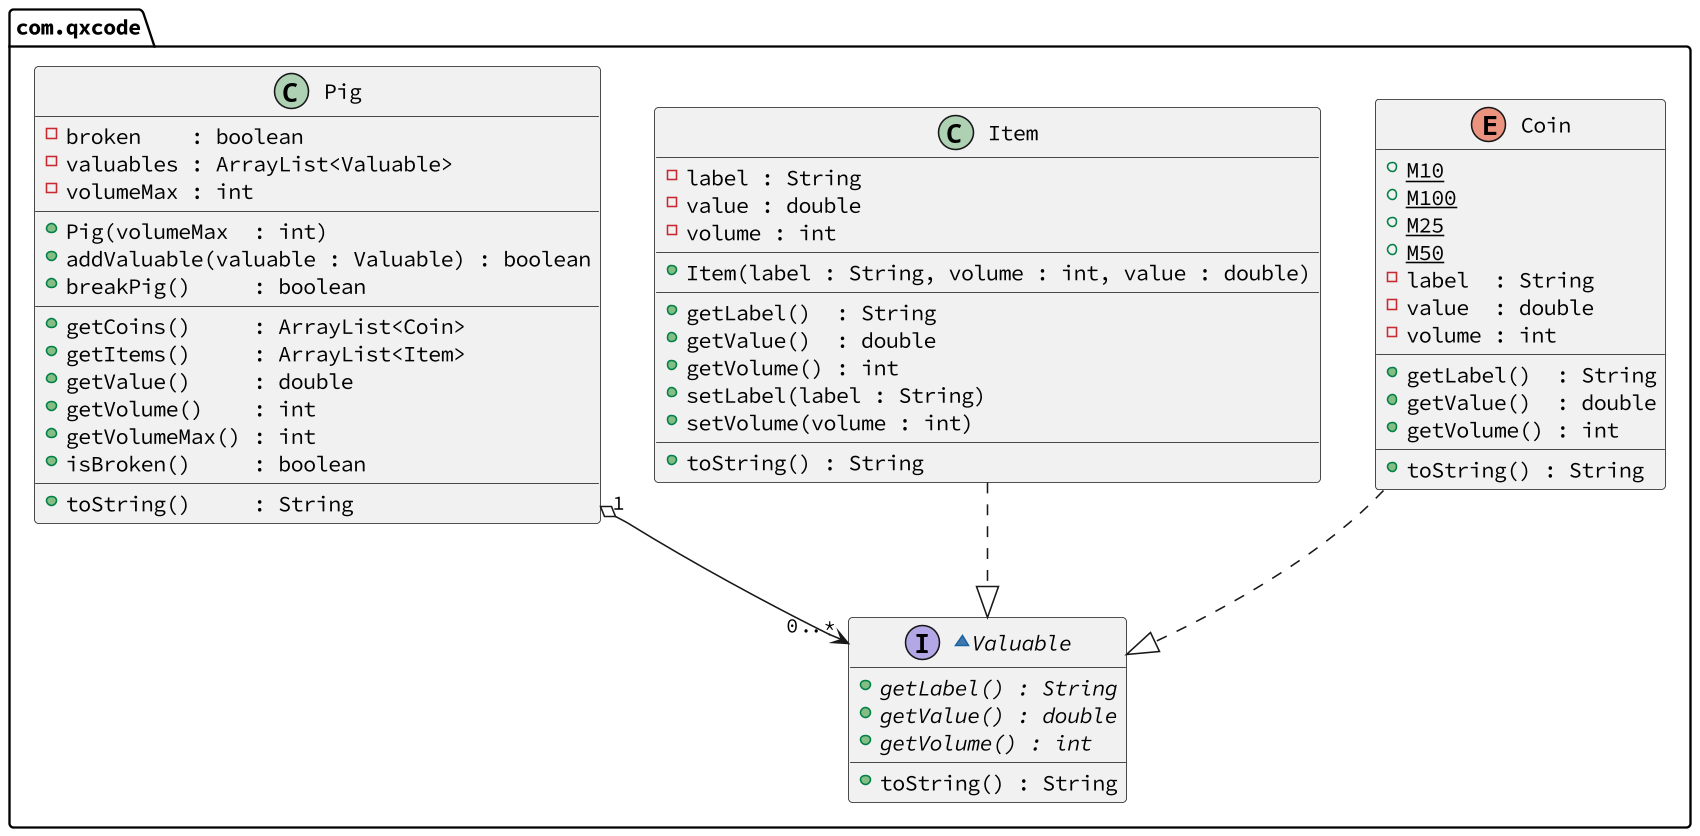 com.qxcode
C Pig
broken    : boolean
valuables : ArrayList<Valuable>
volumeMax : int
Pig(volumeMax  : int)
addValuable(valuable : Valuable) : boolean
breakPig()     : boolean
getCoins()     : ArrayList<Coin>
getItems()     : ArrayList<Item>
getValue()     : double
getVolume()    : int
getVolumeMax() : int
isBroken()     : boolean
toString()     : String
C Item
label : String
value : double
volume : int
Item(label : String, volume : int, value : double)
getLabel()  : String
getValue()  : double
getVolume() : int
setLabel(label : String)
setVolume(volume : int)
toString() : String
E Coin
M10
M100
M25
M50
label  : String
value  : double
volume : int
getLabel()  : String
getValue()  : double
getVolume() : int
toString() : String
1
0..*
I Valuable
getLabel() : String
getValue() : double
getVolume() : int
toString() : String